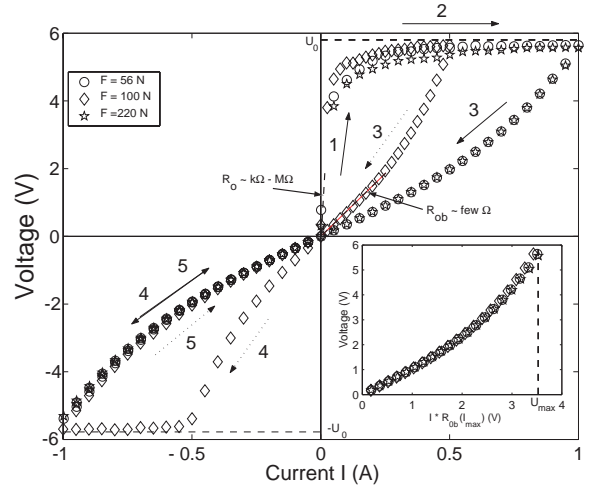 2
U₀
6
F = 56 N
F = 100 N
F =220 N
4
3
3
1
2
R₀ ~ kΩ - MΩ
R₀b ~ few Ω
0
Voltage (V)
5
4
-2
5
4
-4
-U₀
-6
-1
- 0.5
0
0.5
1
Current I (A)
6
5
4
3
2
1
0
Voltage (V)
0
1
2
3
4
Umax
I * R₀b (Imax) (V)